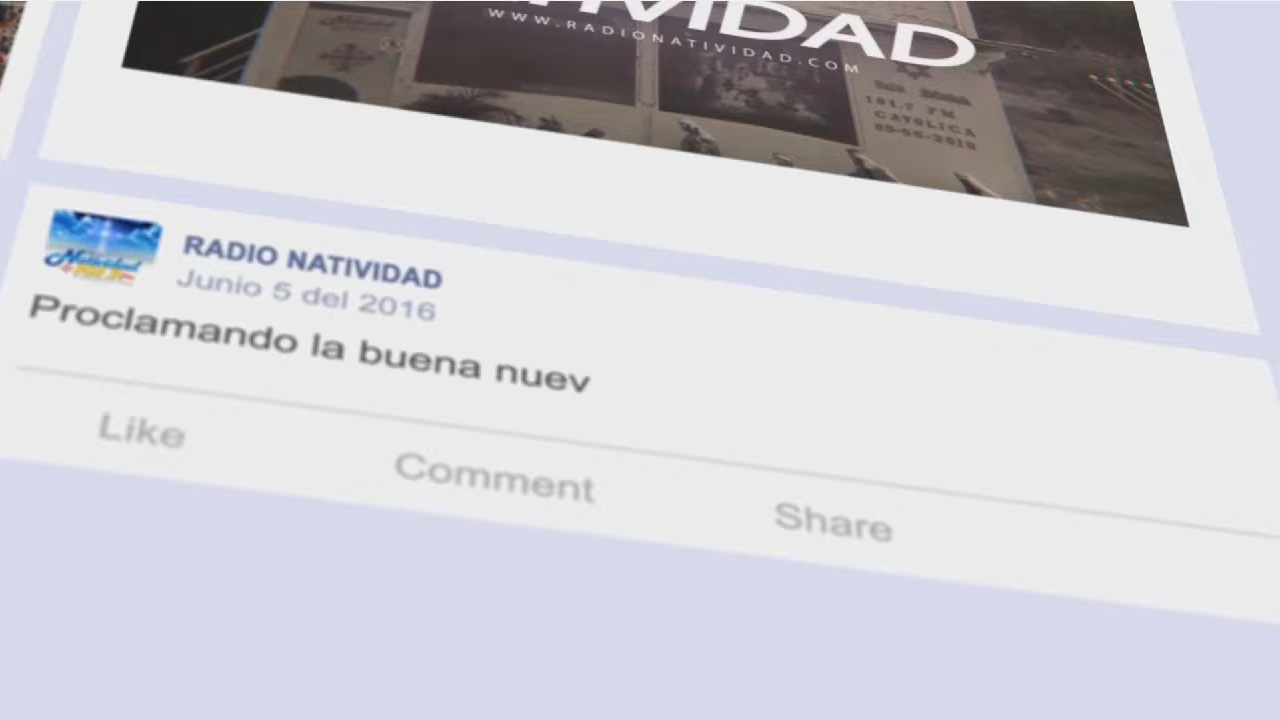 TIVIDAD
WWW.RADIONATIVIDAD.COM
101.7 FM
CATOLICA
RADIO NATIVIDAD
Junio 5 del 2016
Proclamando la buena nuev
Like
Comment
Share